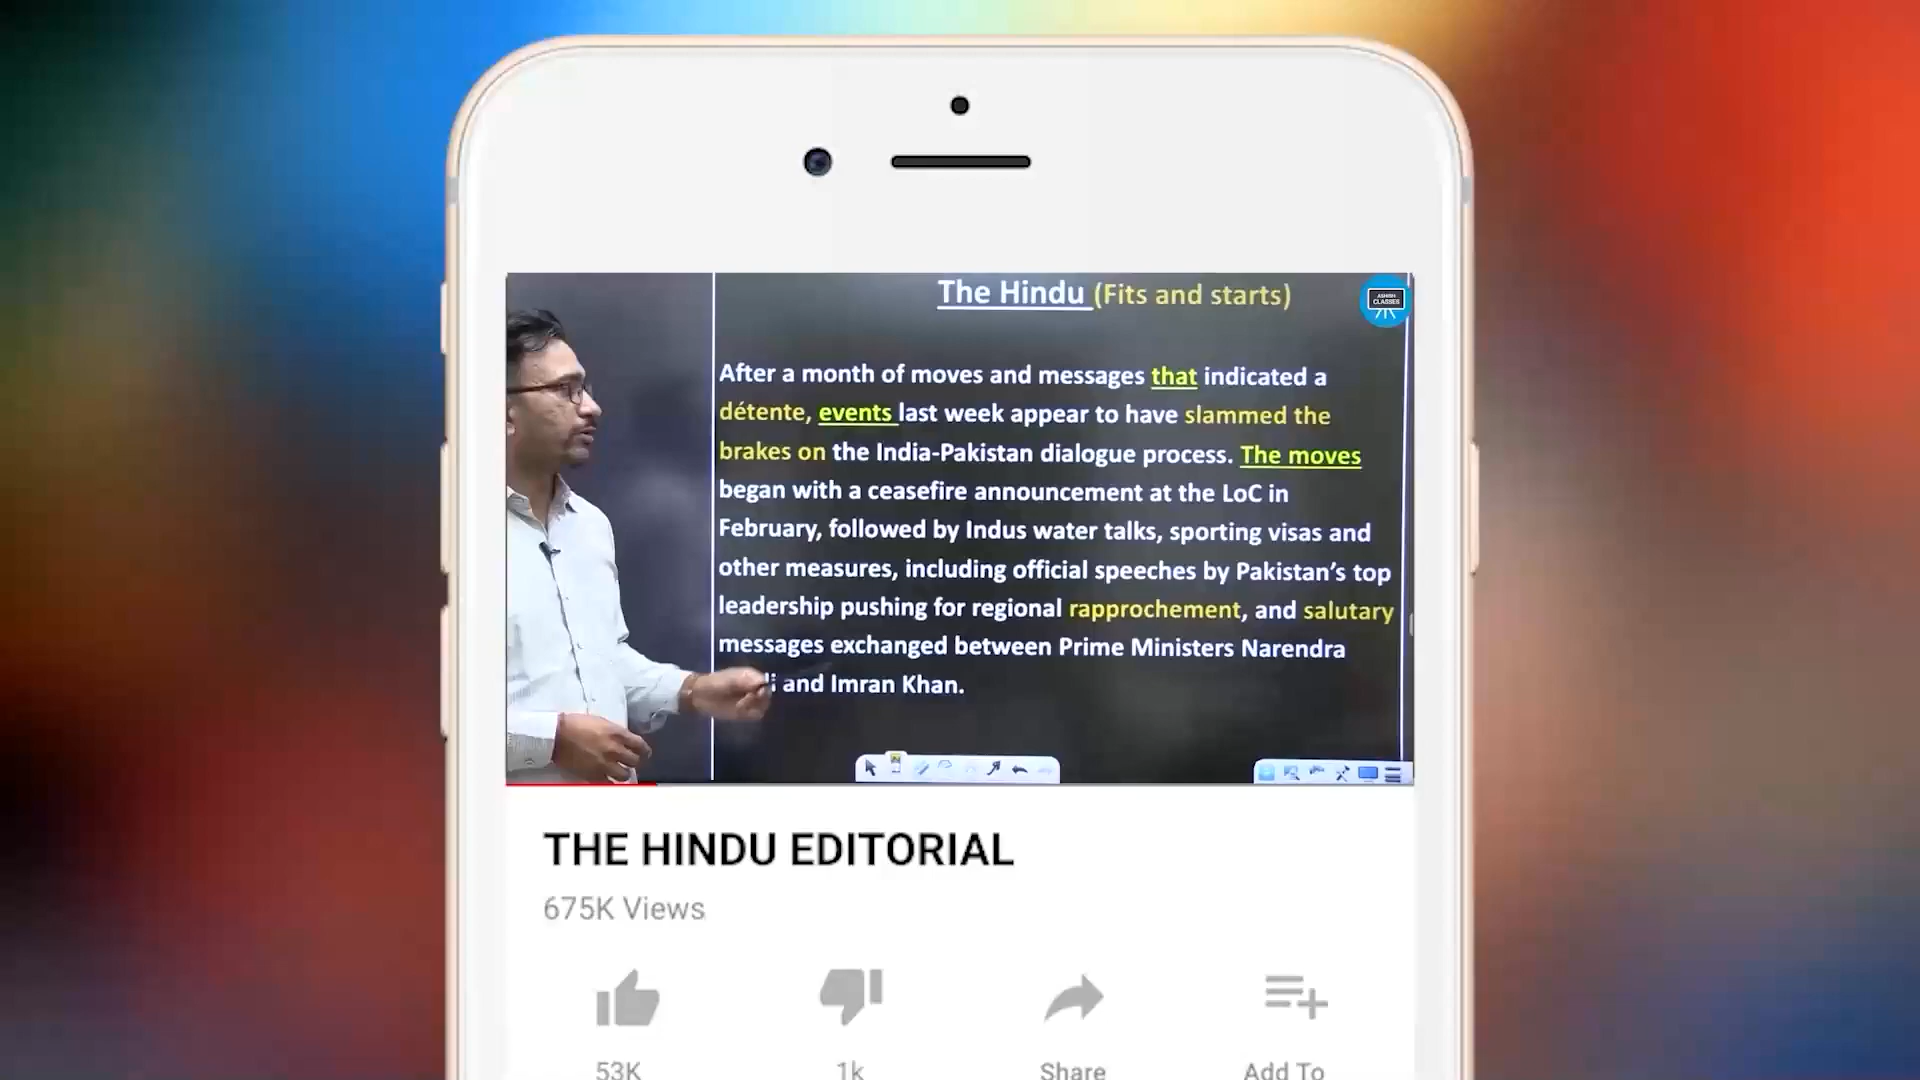 The Hindu (Fits and starts)
ASHISH
CLASSES
After a month of moves and messages that indicated a
détente, events last week appear to have slammed the
brakes on the India-Pakistan dialogue process. The moves
began with a ceasefire announcement at the LoC in
February, followed by Indus water talks, sporting visas and
other measures, including official speeches by Pakistan's top
leadership pushing for regional rapprochement, and salutary
messages exchanged between Prime Ministers Narendra
and Imran Khan.
THE HINDU EDITORIAL
675K Views
53K
1k
Share
Add To